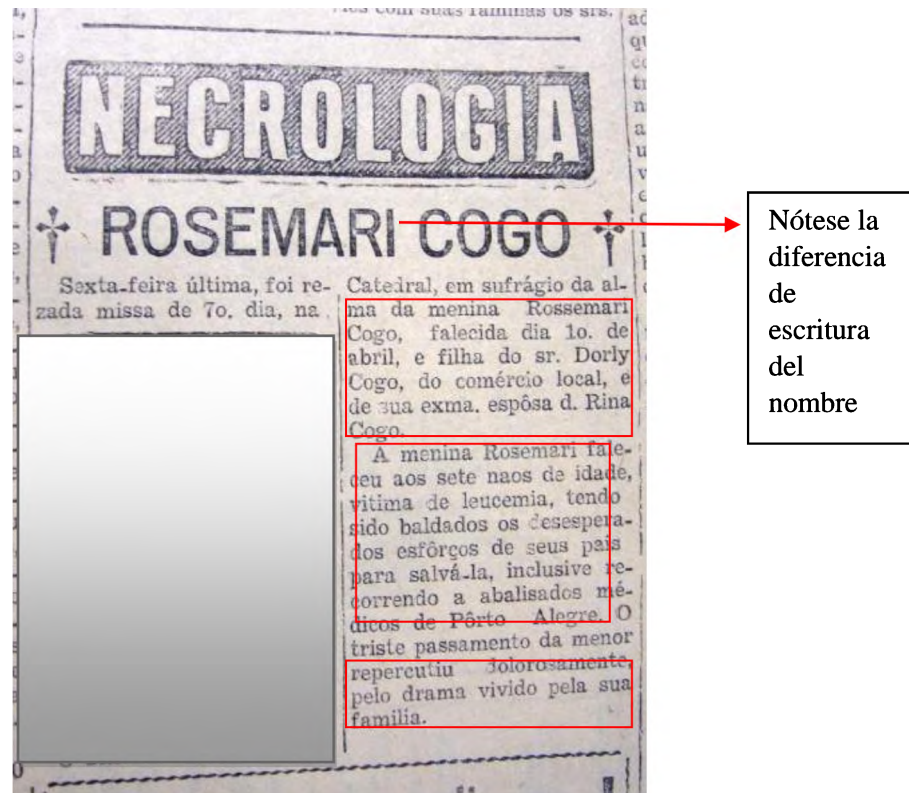 com suas familias os srs.
NECROLOGIA
† ROSEMARI COGO †
Sexta-feira última, foi re-
zada missa de 7o. dia, na
Catedral, em sufrágio da al-
ma da menina Rossemari
Cogo, falecida dia 1o. de
abril, e filha do sr. Dorly
Cogo, do comércio local, e
de sua exma. espôsa d. Rina
Cogo.
A menina Rosemari fale-
ceu aos sete naos de idade,
vitima de leucemia, tendo
sido baldados os desespera-
dos esfôrços de seus pais
para salvá-la, inclusive re-
correndo a abalisados mé-
dicos de Pôrto Alegre. O
triste passamento da menor
repercutiu dolorosamente,
pelo drama vivido pela sua
familia.
Nótese la
diferencia
de
escritura
del
nombre